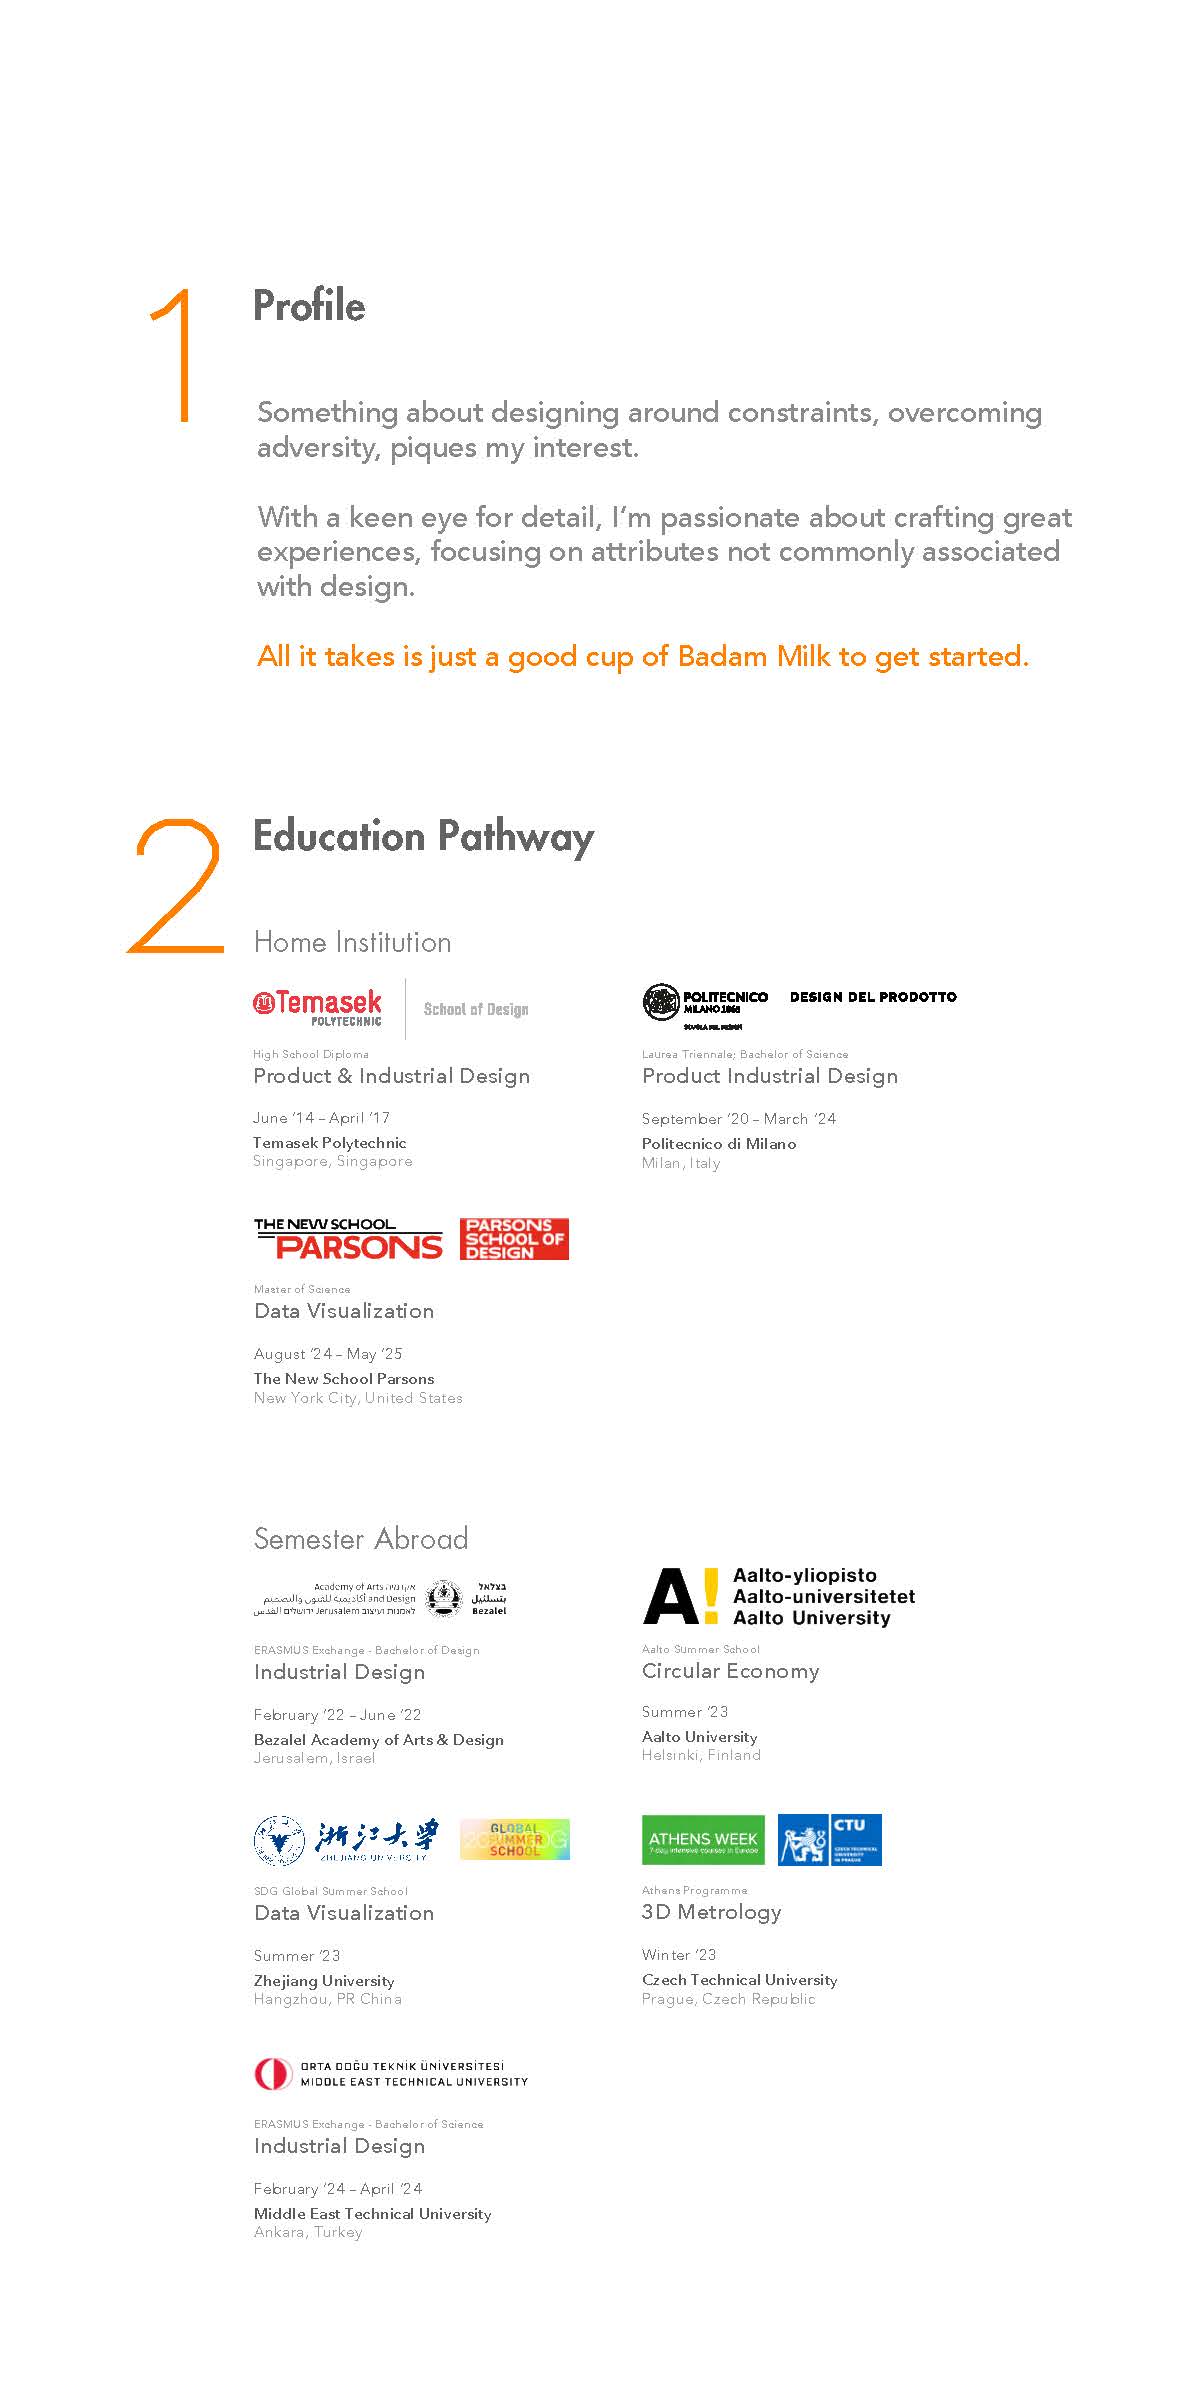 1
Profile
Something about designing around constraints, overcoming
adversity, piques my interest.
With a keen eye for detail, I’m passionate about crafting great
experiences, focusing on attributes not commonly associated
with design.
All it takes is just a good cup of Badam Milk to get started.
2
Education Pathway
Home Institution
Temasek
POLYTECHNIC
School of Design
High School Diploma
Product & Industrial Design
June ’14 – April ’17
Temasek Polytechnic
Singapore, Singapore
POLITECNICO
MILANO 1863
SCUOLA DEL DESIGN
DESIGN DEL PRODOTTO
Laurea Triennale; Bachelor of Science
Product Industrial Design
September ’20 – March ’24
Politecnico di Milano
Milan, Italy
THE NEW SCHOOL
PARSONS
PARSONS
SCHOOL OF
DESIGN
Master of Science
Data Visualization
August ’24 – May ’25
The New School Parsons
New York City, United States
Semester Abroad
Academy of Arts אקדמיה
and Design أكاديمية للفنون والتصميم
לאמנות ועיצוב ירושלים Jerusalem القدس
בצלאל
بتسلئيل
Bezalel
ERASMUS Exchange - Bachelor of Design
Industrial Design
February ’22 – June ’22
Bezalel Academy of Arts & Design
Jerusalem, Israel
A!
Aalto-yliopisto
Aalto-universitetet
Aalto University
Aalto Summer School
Circular Economy
Summer ’23
Aalto University
Helsinki, Finland
浙江大学
ZHEJIANG UNIVERSITY
GLOBAL
SUMMER
SCHOOL
SDG Global Summer School
Data Visualization
Summer ’23
Zhejiang University
Hangzhou, PR China
ATHENS WEEK
7-day intensive courses in Europe
CTU
CZECH TECHNICAL
UNIVERSITY
IN PRAGUE
Athens Programme
3D Metrology
Winter ’23
Czech Technical University
Prague, Czech Republic
ORTA DOĞU TEKNİK ÜNİVERSİTESİ
MIDDLE EAST TECHNICAL UNIVERSITY
ERASMUS Exchange - Bachelor of Science
Industrial Design
February ’24 – April ’24
Middle East Technical University
Ankara, Turkey